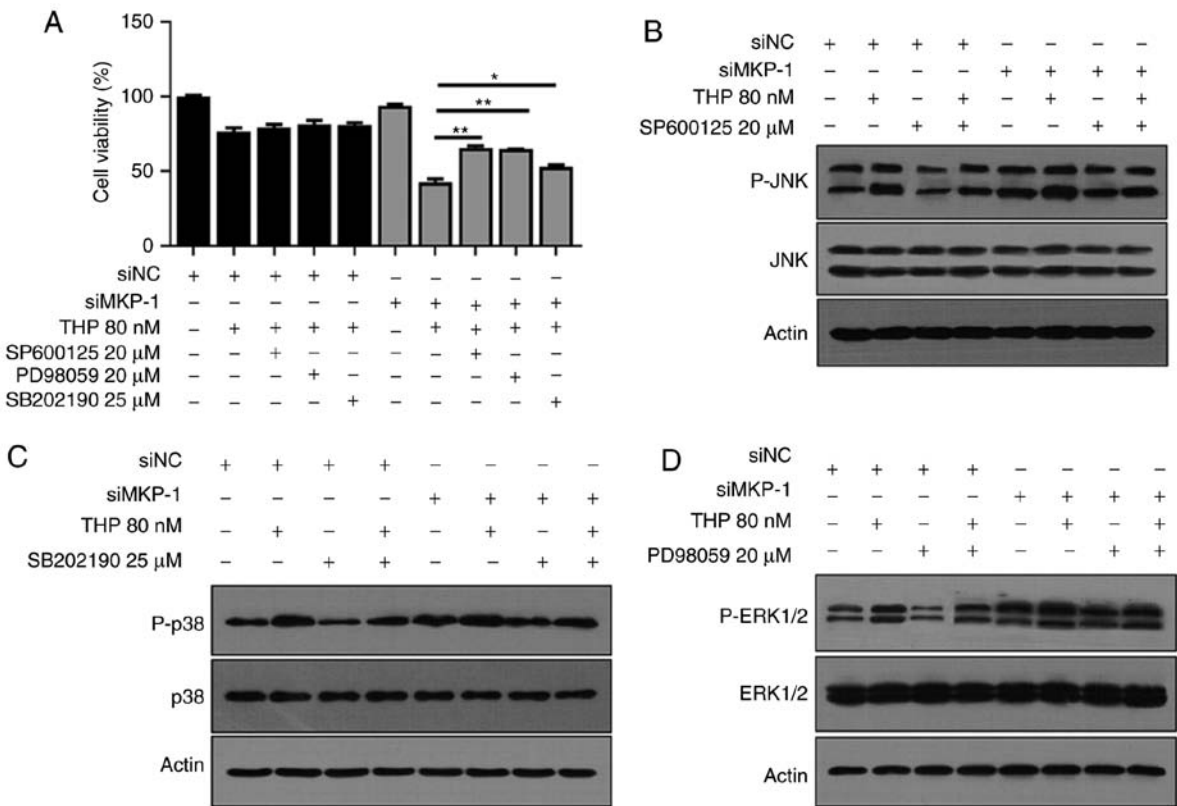 A
150
100
50
0
Cell viability (%)
* 
**
**
siNC + + + + + – – – – –
siMKP-1 – – – – – + + + + +
THP 80 nM – + + + + – + + + +
SP600125 20 μM – – + – – – – + – –
PD98059 20 μM – – – + – – – – + –
SB202190 25 μM – – – – + – – – – +
B
siNC + + + + – – – –
siMKP-1 – – – – + + + +
THP 80 nM – + – + – + – +
SP600125 20 μM – – + + – – + +
P-JNK
JNK
Actin
C
siNC + + + + – – – –
siMKP-1 – – – – + + + +
THP 80 nM – + – + – + – +
SB202190 25 μM – – + + – – + +
P-p38
p38
Actin
D
siNC + + + + – – – –
siMKP-1 – – – – + + + +
THP 80 nM – + – + – + – +
PD98059 20 μM – – + + – – + +
P-ERK1/2
ERK1/2
Actin